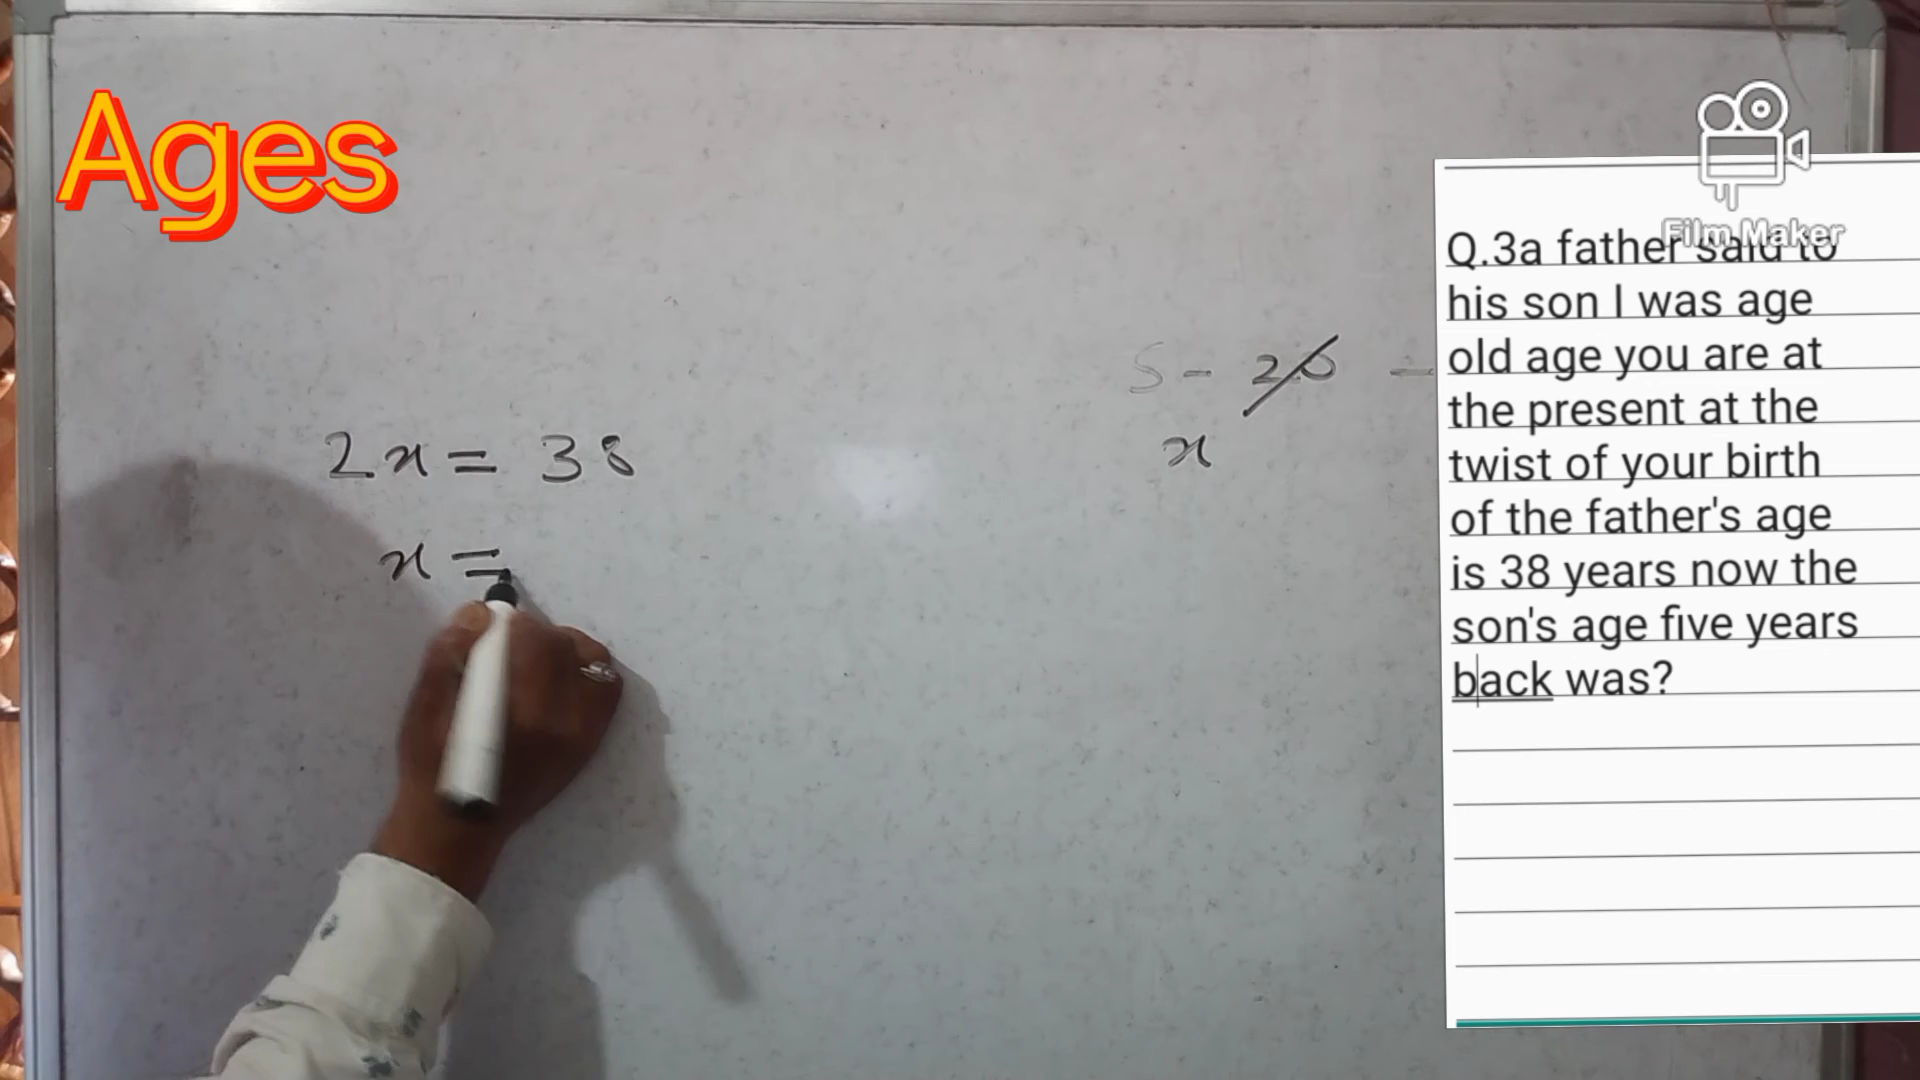 Ages
Film Maker
Q.3a father said to
his son I was age
old age you are at
the present at the
twist of your birth
of the father's age
is 38 years now the
son's age five years
back was?
S - 20 -
x
2x = 38
x =